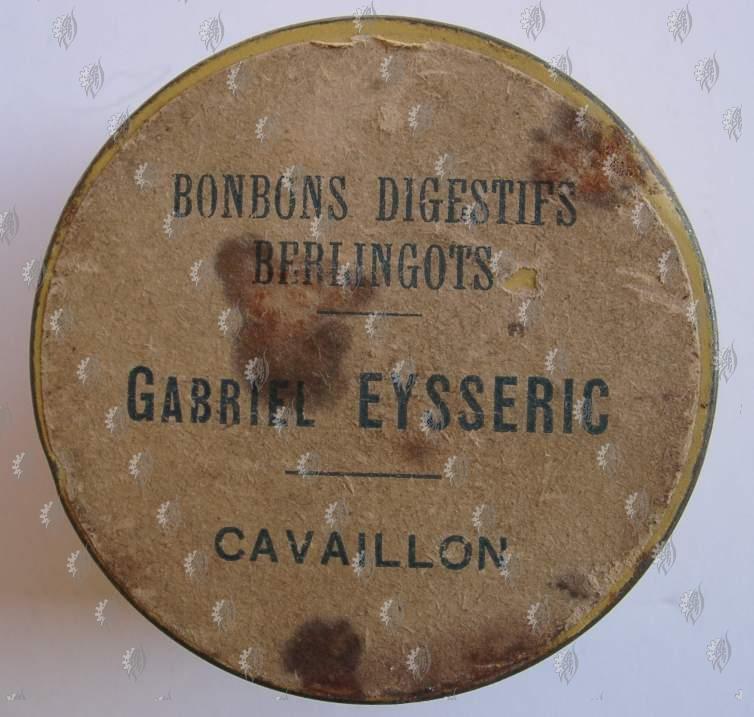 BONBONS DIGESTIFS
BERLINGOTS
GABRIEL EYSSERIC
CAVAILLON